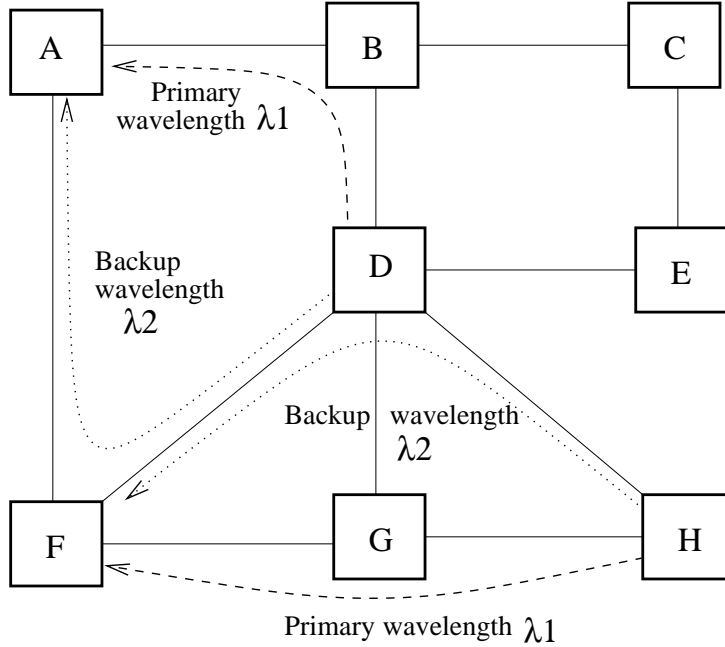 A
B
C
Primary
wavelength λ1
D
E
Backup
wavelength
λ2
Backup wavelength
λ2
F
G
H
Primary wavelength λ1